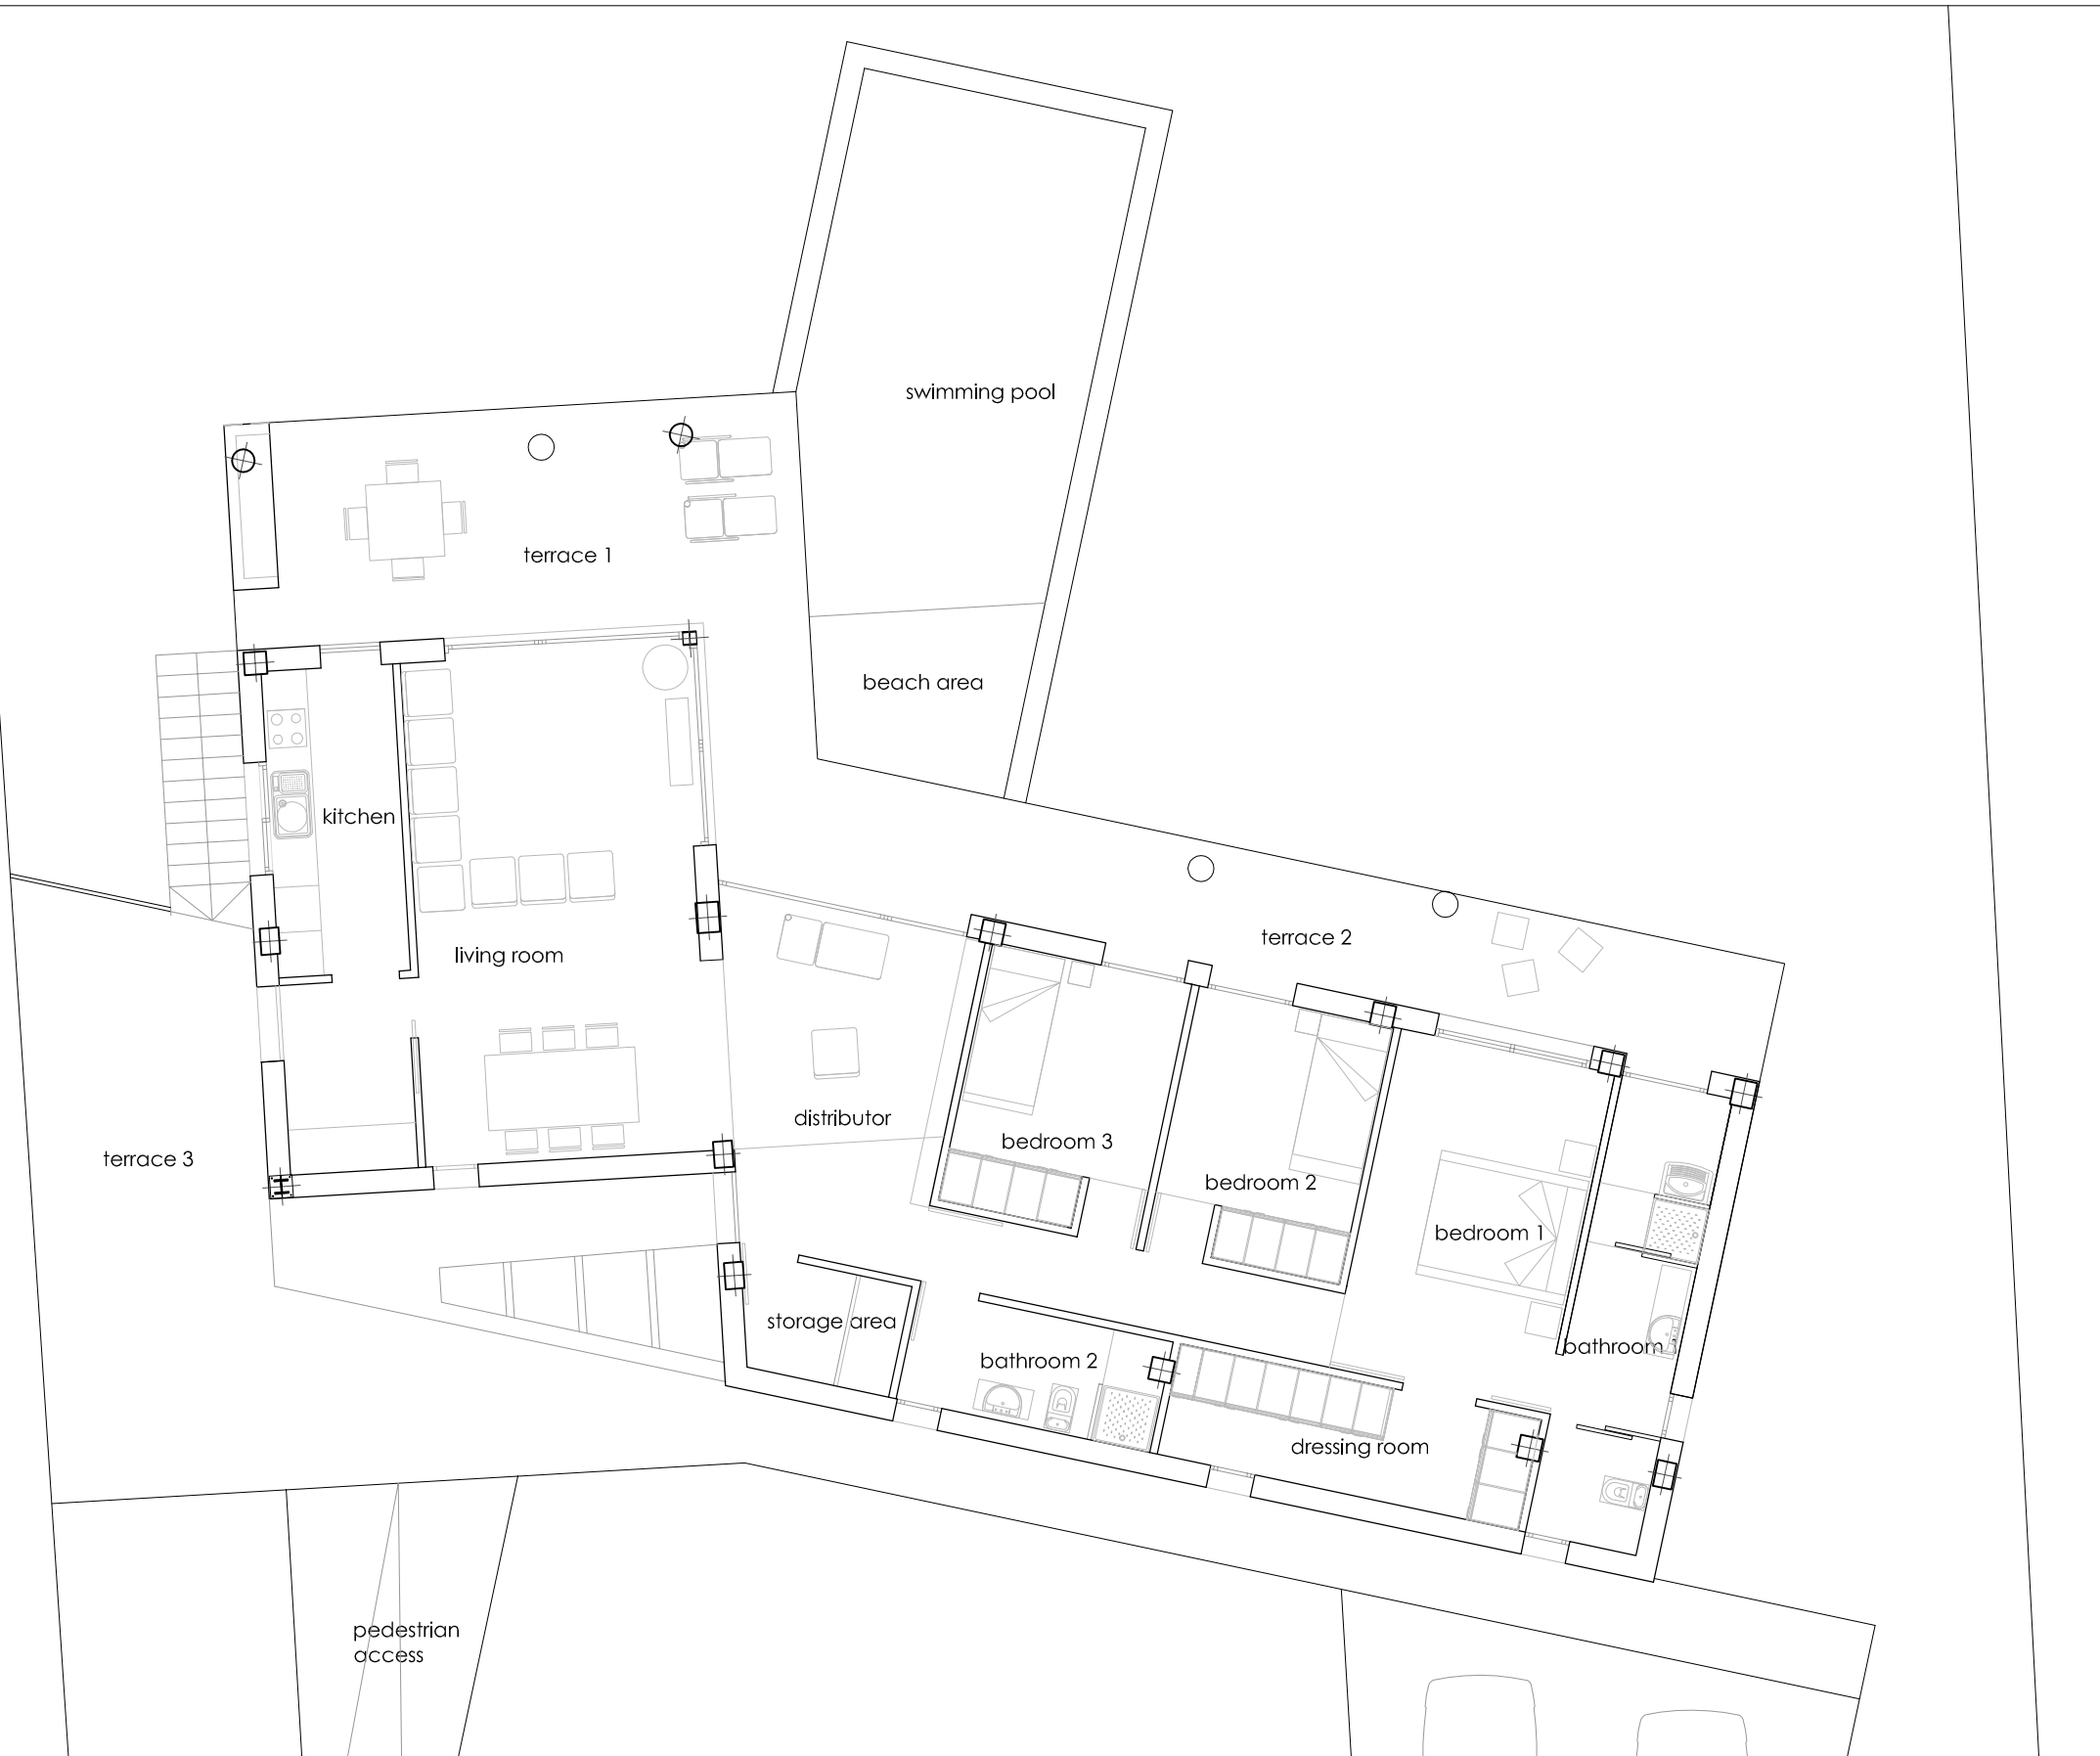 swimming pool
terrace 1
beach area
kitchen
living room
terrace 2
distributor
bedroom 3
terrace 3
bedroom 2
bedroom 1
storage area
bathroom
bathroom 2
dressing room
pedestrian
access